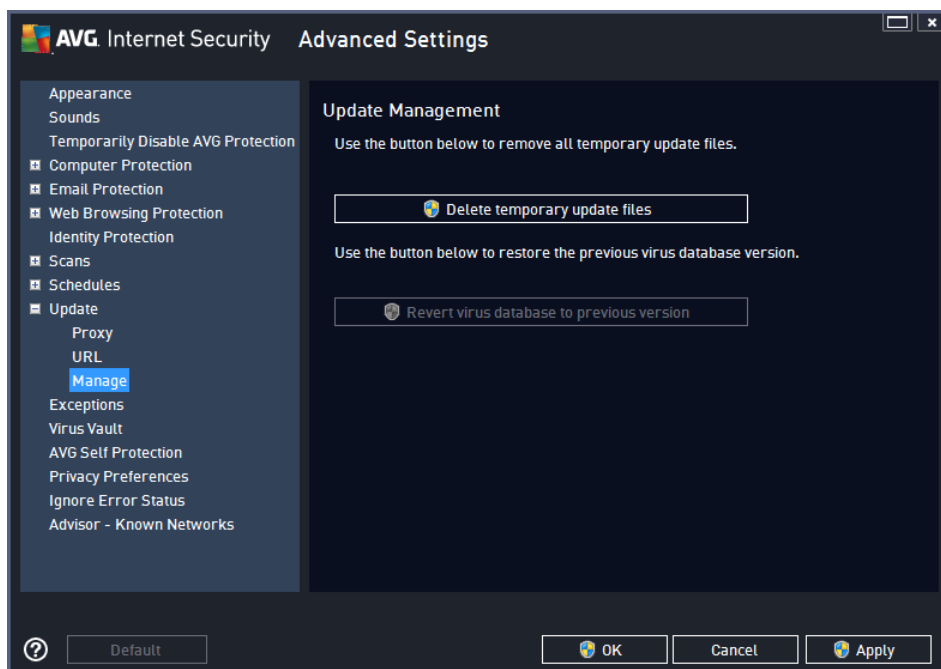 AVG. Internet Security Advanced Settings
Appearance
Sounds
Temporarily Disable AVG Protection
Computer Protection
Email Protection
Web Browsing Protection
Identity Protection
Scans
Schedules
Update
Proxy
URL
Manage
Exceptions
Virus Vault
AVG Self Protection
Privacy Preferences
Ignore Error Status
Advisor - Known Networks
Update Management
Use the button below to remove all temporary update files.
Delete temporary update files
Use the button below to restore the previous virus database version.
Revert virus database to previous version
? Default OK Cancel Apply